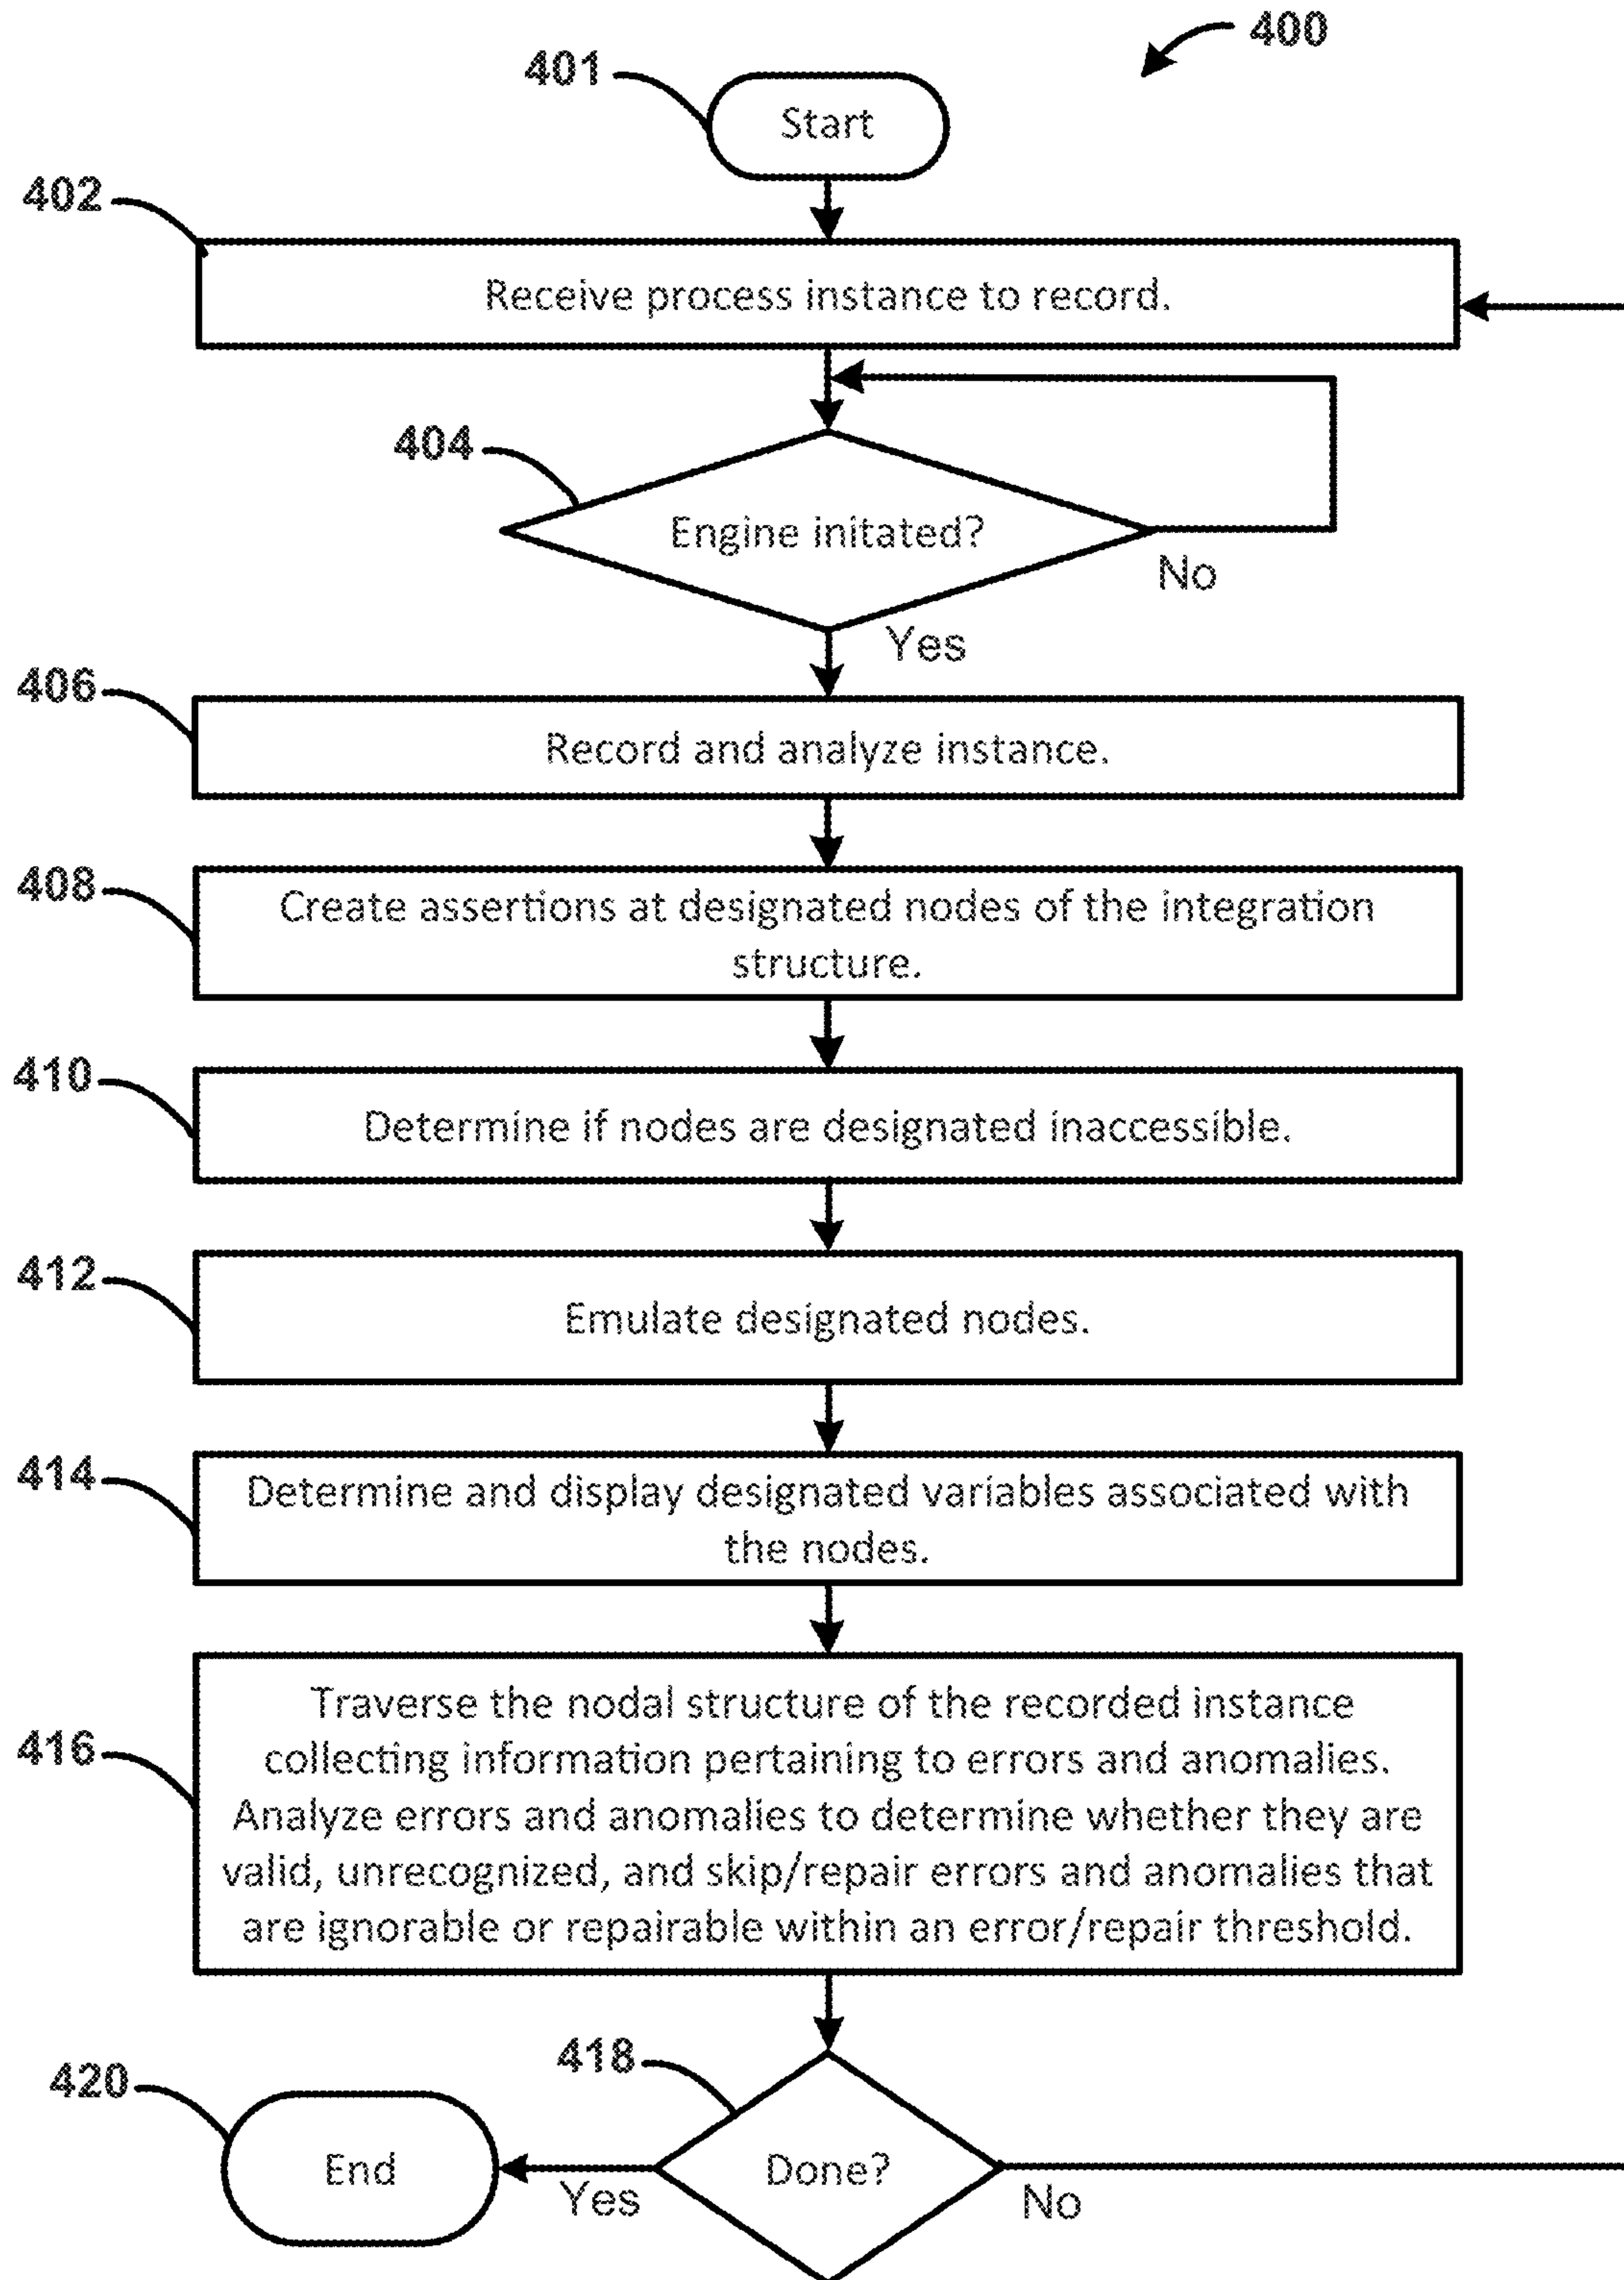 400
401
Start
402
Receive process instance to record.
404
Engine initated?
No
Yes
406
Record and analyze instance.
408
Create assertions at designated nodes of the integration
structure.
410
Determine if nodes are designated inaccessible.
412
Emulate designated nodes.
414
Determine and display designated variables associated with
the nodes.
416
Traverse the nodal structure of the recorded instance
collecting information pertaining to errors and anomalies.
Analyze errors and anomalies to determine whether they are
valid, unrecognized, and skip/repair errors and anomalies that
are ignorable or repairable within an error/repair threshold.
418
420
End
Done?
Yes
No